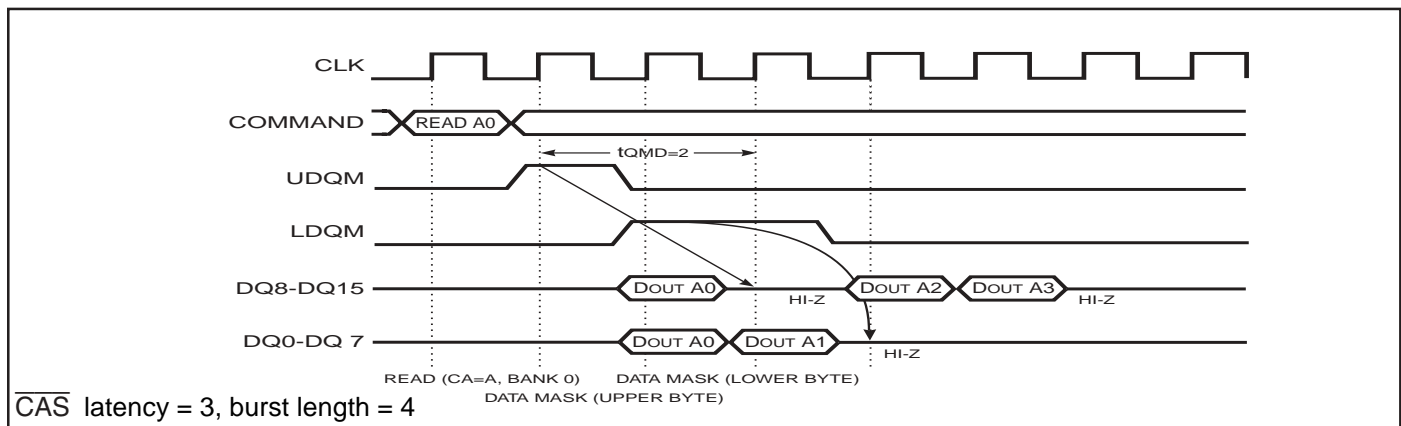 CLK
COMMAND
READ A0
tQMD=2
UDQM
LDQM
DQ8-DQ15
DOUT A0
HI-Z
DOUT A2
DOUT A3
HI-Z
DQ0-DQ 7
DOUT A0
DOUT A1
HI-Z
READ (CA=A, BANK 0)
DATA MASK (LOWER BYTE)
DATA MASK (UPPER BYTE)
CAS latency = 3, burst length = 4